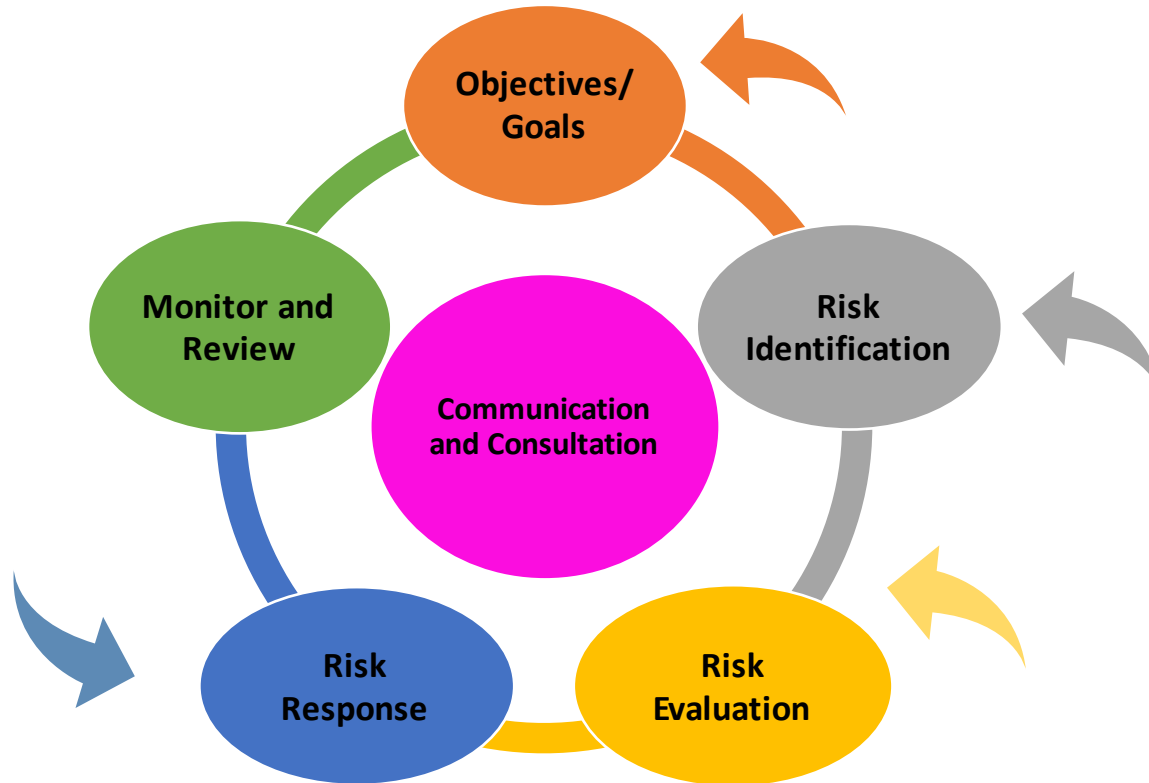 Objectives/
Goals
Risk
Identification
Risk
Evaluation
Risk
Response
Monitor and
Review
Communication
and Consultation